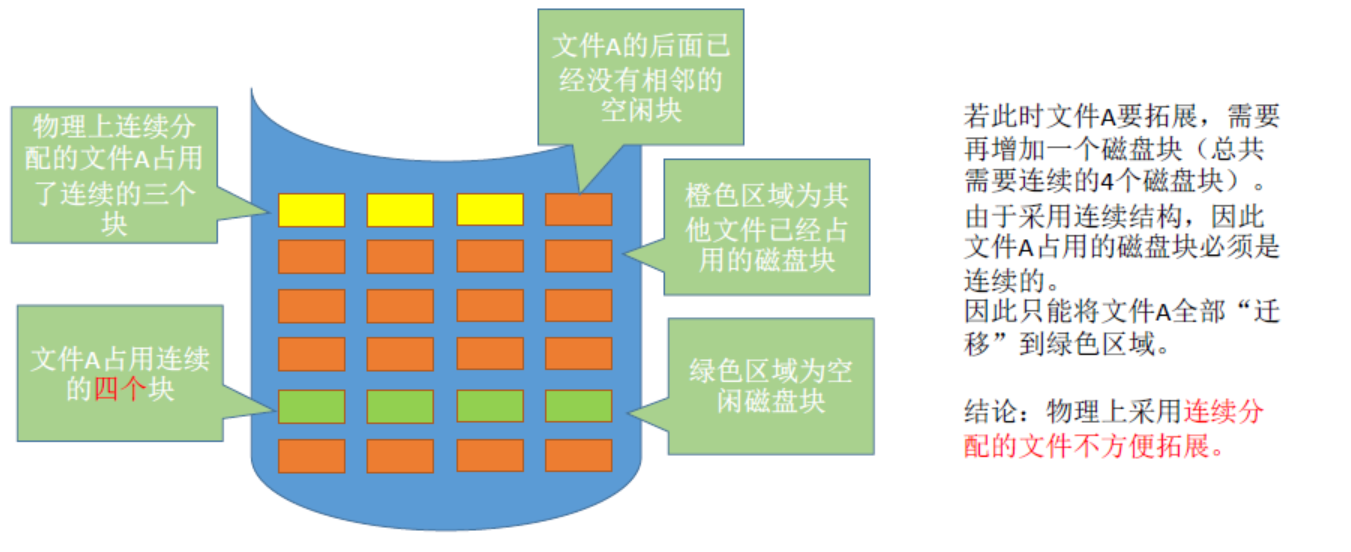 文件A的后面已
经没有相邻的
空闲块
物理上连续分
配的文件A占用
了连续的三个
块
橙色区域为其
他文件已经占
用的磁盘块
文件A占用连续
的四个块
绿色区域为空
闲磁盘块
若此时文件A要拓展，需要
再增加一个磁盘块（总共
需要连续的4个磁盘块）。
由于采用连续结构，因此
文件A占用的磁盘块必须是
连续的。
因此只能将文件A全部“迁
移”到绿色区域。
结论：物理上采用连续分
配的文件不方便拓展。